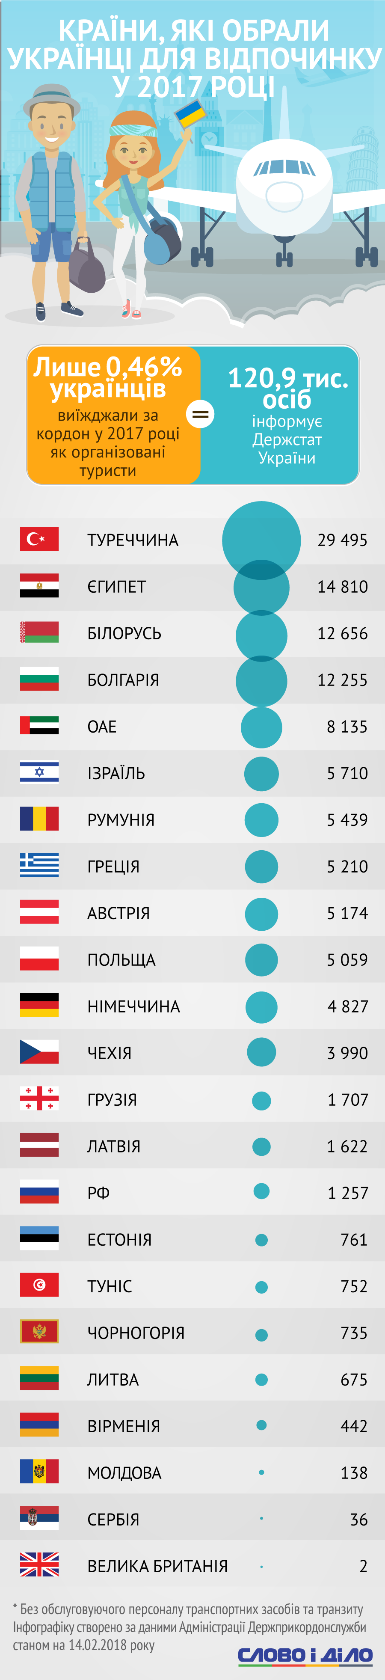 КРАЇНИ, ЯКІ ОБРАЛИ
УКРАЇНЦІ ДЛЯ ВІДПОЧИНКУ
У 2017 РОЦІ
Лише 0,46%
українців
виїжджали за
кордон у 2017 році
як організовані
туристи
=
120,9 тис.
осіб
інформує
Держстат
України
ТУРЕЧЧИНА 29 495
ЄГИПЕТ 14 810
БІЛОРУСЬ 12 656
БОЛГАРІЯ 12 255
ОАЕ 8 135
ІЗРАЇЛЬ 5 710
РУМУНІЯ 5 439
ГРЕЦІЯ 5 210
АВСТРІЯ 5 174
ПОЛЬЩА 5 059
НІМЕЧЧИНА 4 827
ЧЕХІЯ 3 990
ГРУЗІЯ 1 707
ЛАТВІЯ 1 622
РФ 1 257
ЕСТОНІЯ 761
ТУНІС 752
ЧОРНОГОРІЯ 735
ЛИТВА 675
ВІРМЕНІЯ 442
МОЛДОВА 138
СЕРБІЯ 36
ВЕЛИКА БРИТАНІЯ 2
* Без обслуговуючого персоналу транспортних засобів та транзиту
Інфографіку створено за даними Адміністрації Держприкордонслужби
станом на 14.02.2018 року
СЛОВО і ДІЛО